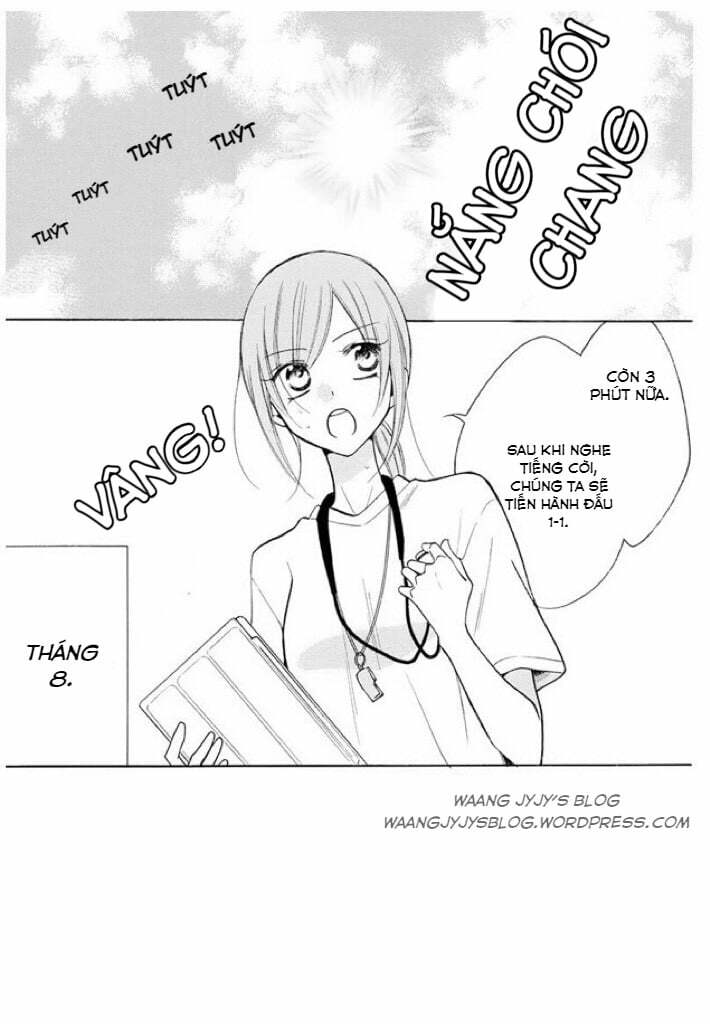 TUÝT
TUÝT
TUÝT
TUÝT
TUÝT
NẮNG CHÓI
CHANG
CÒN 3
PHÚT NỮA.
SAU KHI NGHE
TIẾNG CÒI,
CHÚNG TA SẼ
TIẾN HÀNH ĐẤU
1-1.
VÂNG!
THÁNG
8.
WAANG JYJY'S BLOG
WAANGJYJYSBLOG.WORDPRESS.COM